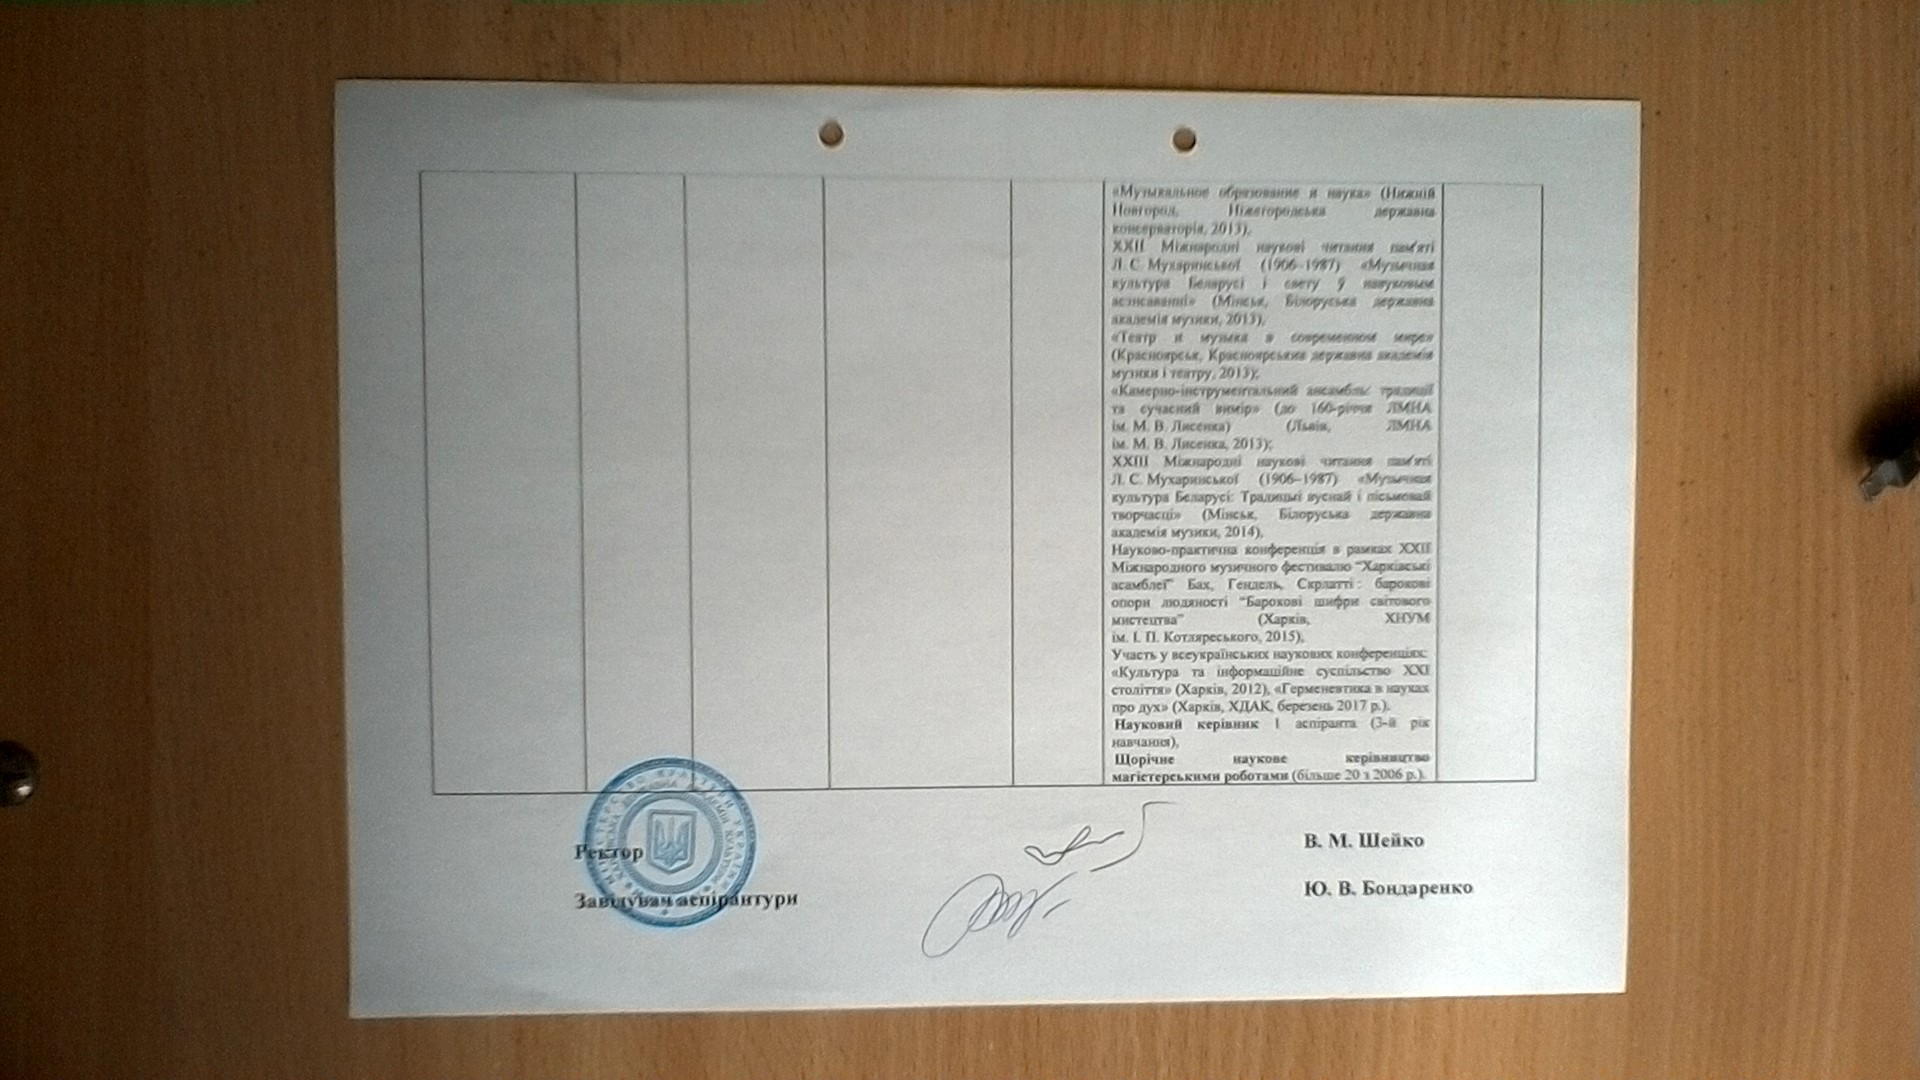 «Музыкальное образование и наука» (Нижній
Новгород, Ніжегородська державна
консерваторія, 2013),
XXII Міжнародні наукові читання пам'яті
Л. С. Мухаринської (1906–1987) «Музычная
культура Беларусі і свету ў навуковым
асэнсаванні» (Мінськ, Білоруська державна
академія музики, 2013),
«Театр и музыка в современном мире»
(Красноярськ, Красноярська державна академія
музики і театру, 2013);
«Камерно-інструментальний ансамбль: традиції
та сучасний вимір» (до 160-річчя ЛМНА
ім. М. В. Лисенка) (Львів, ЛМНА
ім. М. В. Лисенка, 2013);
XXIII Міжнародні наукові читання пам'яті
Л. С. Мухаринської (1906–1987) «Музычная
культура Беларусі: Традицыі вуснай і пісьмовай
творчасці» (Мінськ, Білоруська державна
академія музики, 2014),
Науково-практична конференція в рамках XXII
Міжнародного музичного фестивалю "Харківські
асамблеї" Бах, Гендель, Скрлатті : барокові
опори людяності "Барокові шифри світового
мистецтва" (Харків, ХНУМ
ім. І. П. Котляреського, 2015),
Участь у всеукраїнських наукових конференціях:
«Культура та інформаційне суспільство XXI
століття» (Харків, 2012), «Герменевтика в науках
про дух» (Харків, ХДАК, березень 2017 р.).
Науковий керівник 1 аспіранта (3-й рік
навчання),
Щорічне наукове керівництво
магістерськими роботами (більше 20 з 2006 р.).
Ректор В. М. Шейко
Завідувач аспірантури Ю. В. Бондаренко